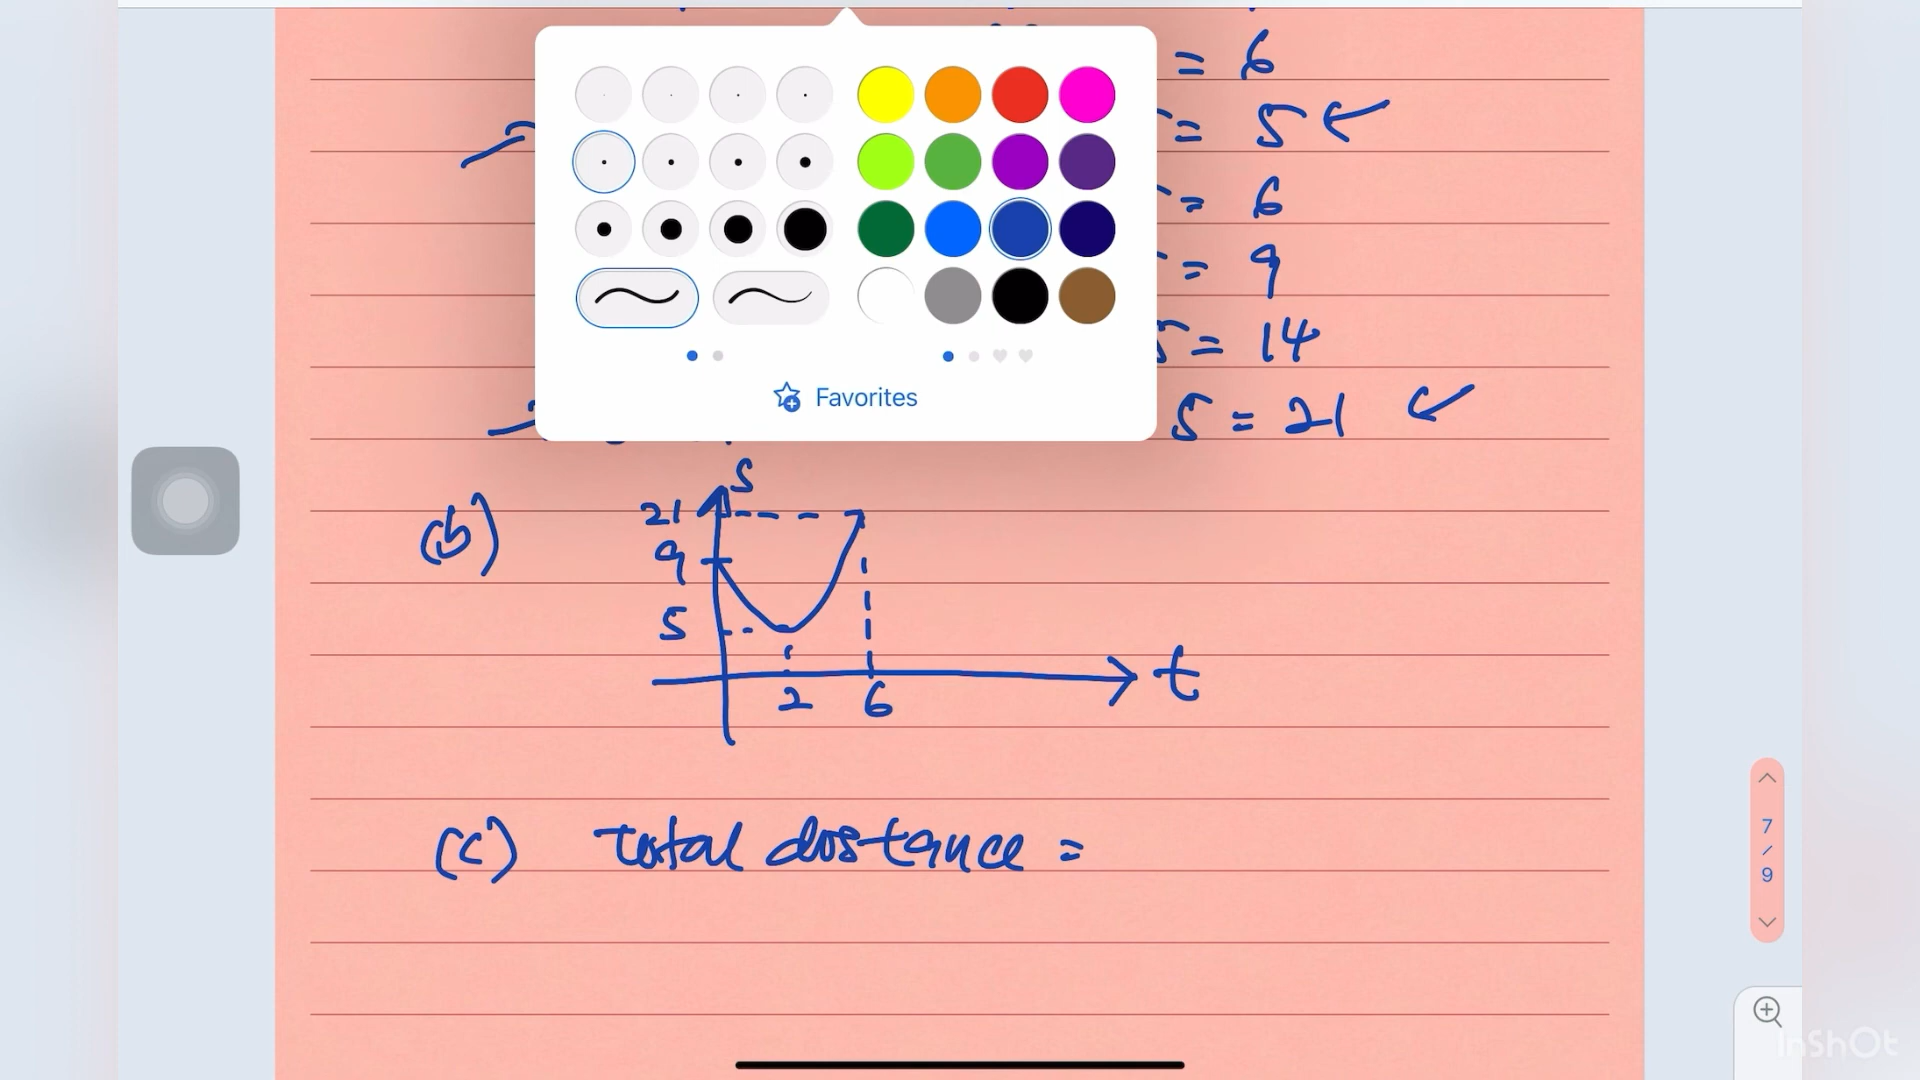 = 6
= 5
= 6
= 9
S = 14
S = 21
Favorites
(b)
S
21
9
5
2
6
t
(c) Total distance =
7
/
9
InShOt